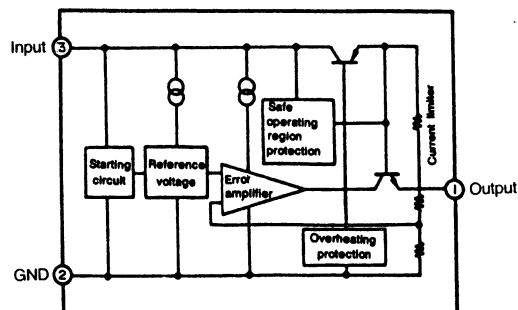 Input 3
Safe
operating
region
protection
Current limiter
Starting
circuit
Reference
voltage
Error
amplifier
1 Output
Overheating
protection
GND 2